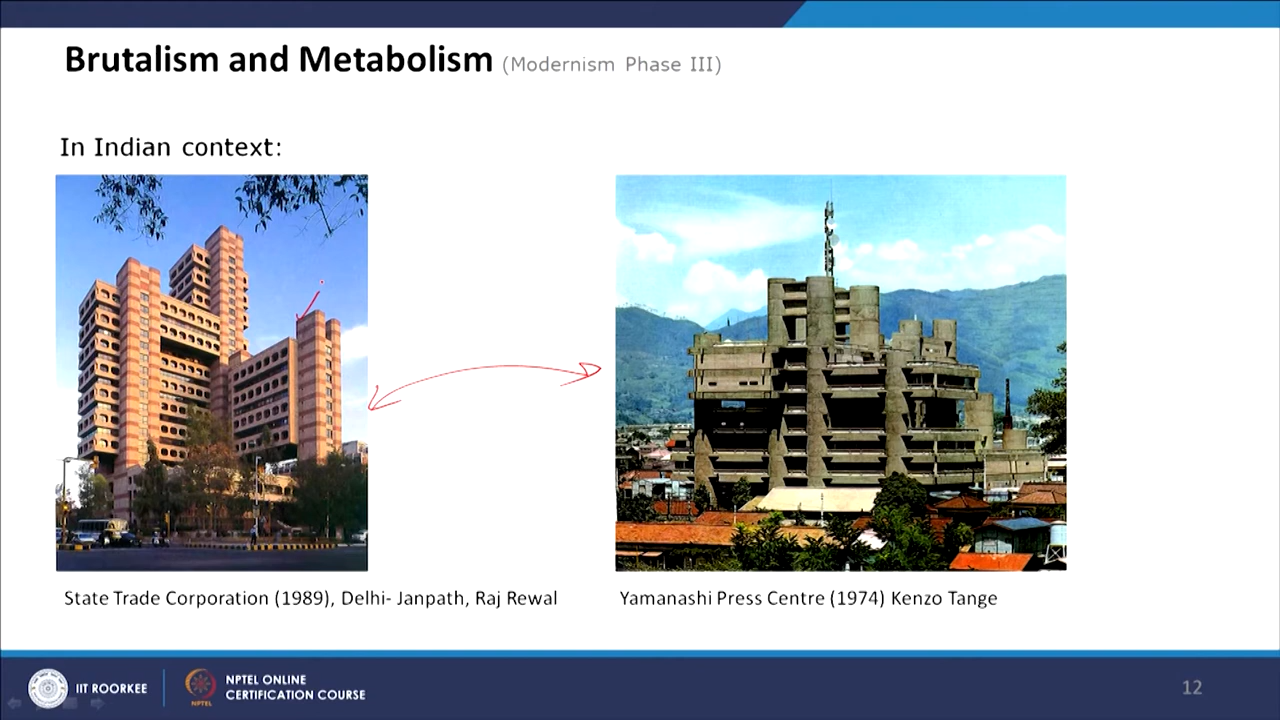 Brutalism and Metabolism (Modernism Phase III)
In Indian context:
State Trade Corporation (1989), Delhi- Janpath, Raj Rewal
Yamanashi Press Centre (1974) Kenzo Tange
IIT ROORKEE
NPTEL
NPTEL ONLINE
CERTIFICATION COURSE
12